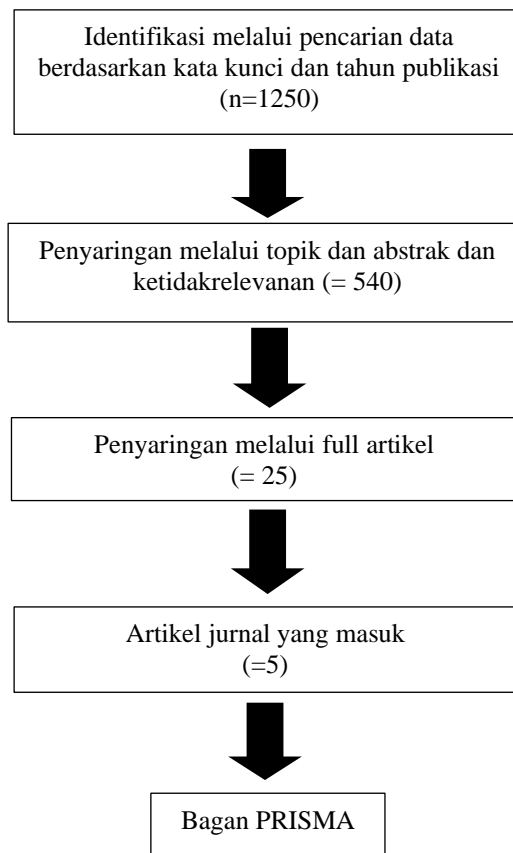 Identifikasi melalui pencarian data
berdasarkan kata kunci dan tahun publikasi
(n=1250)
Penyaringan melalui topik dan abstrak dan
ketidakrelevanan (= 540)
Penyaringan melalui full artikel
(= 25)
Artikel jurnal yang masuk
(=5)
Bagan PRISMA